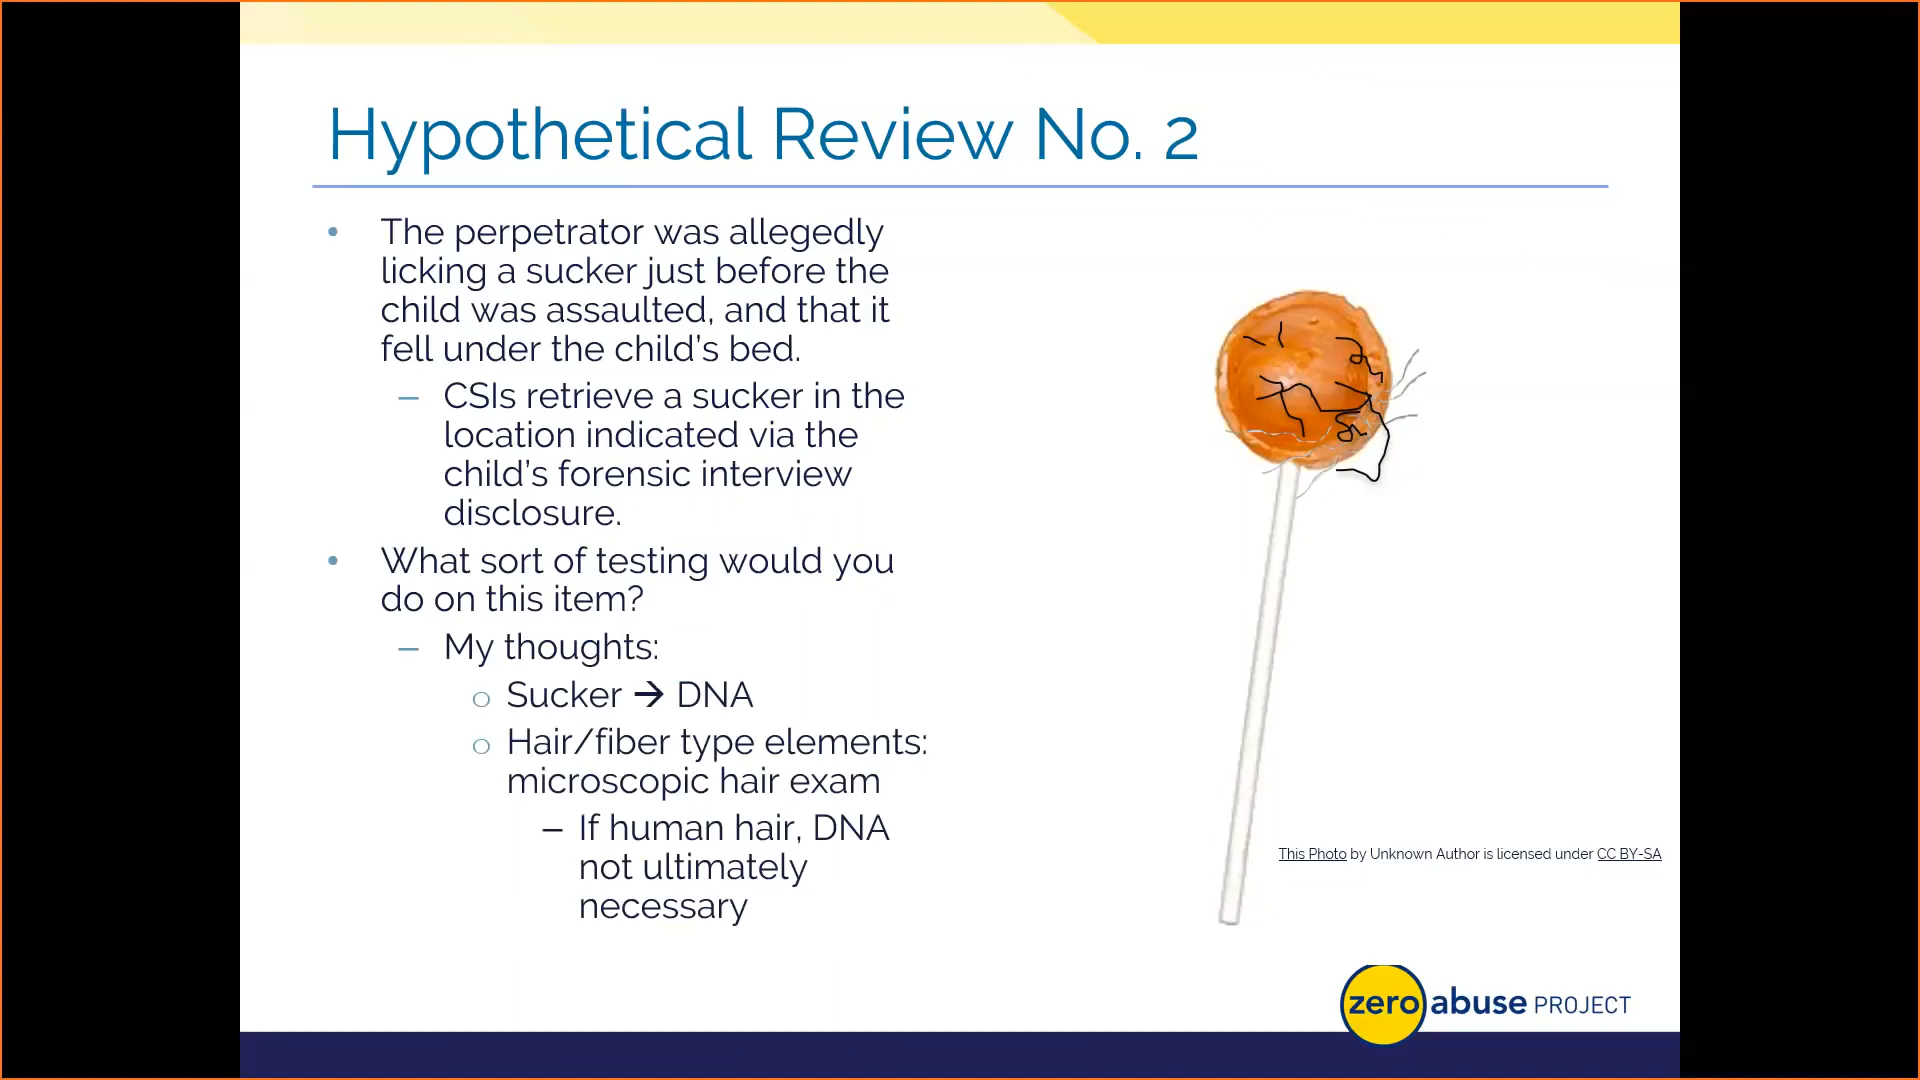 Hypothetical Review No. 2
• The perpetrator was allegedly
licking a sucker just before the
child was assaulted, and that it
fell under the child's bed.
– CSIs retrieve a sucker in the
location indicated via the
child's forensic interview
disclosure.
• What sort of testing would you
do on this item?
– My thoughts:
o Sucker → DNA
o Hair/fiber type elements:
microscopic hair exam
– If human hair, DNA
not ultimately
necessary
This Photo by Unknown Author is licensed under CC BY-SA
zero abuse PROJECT